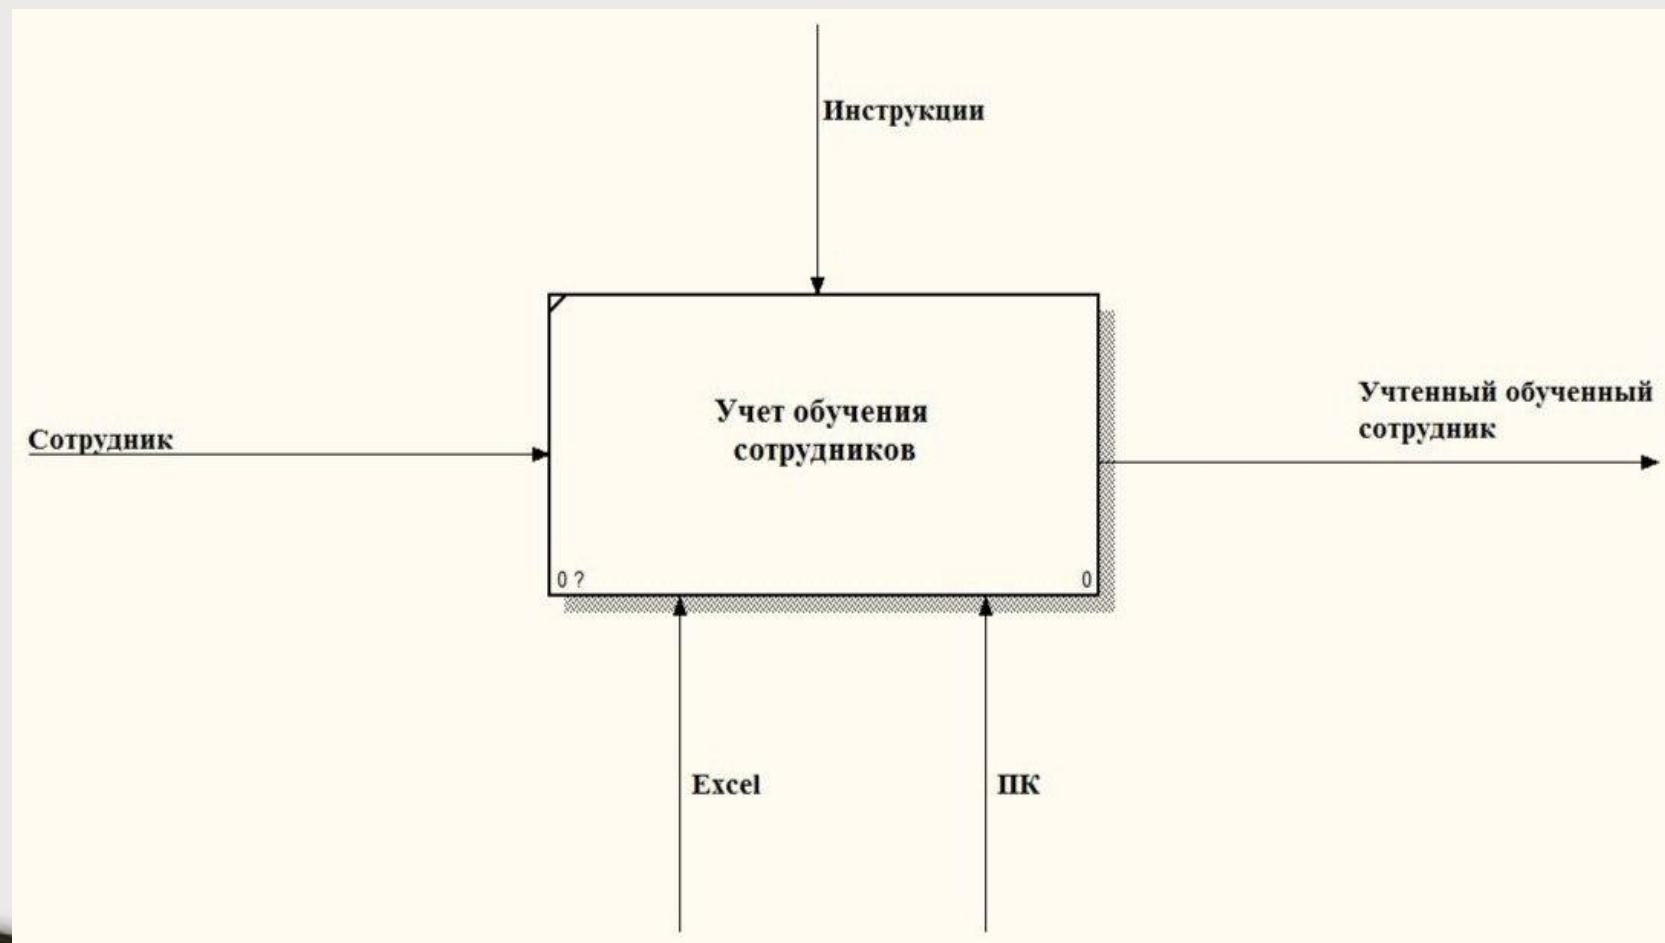 Инструкции
Учтенный обученный
сотрудник
Учет обучения
сотрудников
Сотрудник
0 ?
0
Excel
ПК